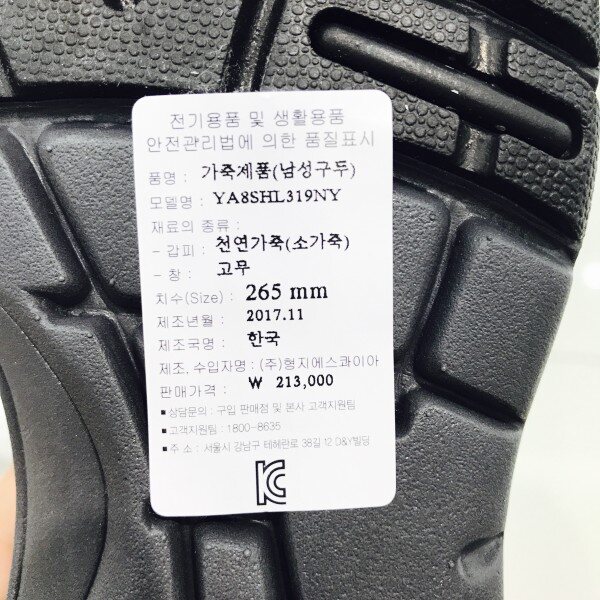 전기용품 및 생활용품
안전관리법에 의한 품질표시
품명 : 가죽제품(남성구두)
모델명 : YA8SHL319NY
재료의 종류 :
- 갑피 : 천연가죽(소가죽)
- 창 : 고무
치수(Size) : 265 mm
제조년월 : 2017.11
제조국명 : 한국
제조, 수입자명 : (주)형지에스콰이아
판매가격 : ₩ 213,000
■ 상담문의 : 구입 판매점 및 본사 고객지원팀
■ 고객지원팀 : 1800-8635
■ 주 소 : 서울시 강남구 테헤란로 38길 12 D&Y빌딩
KC